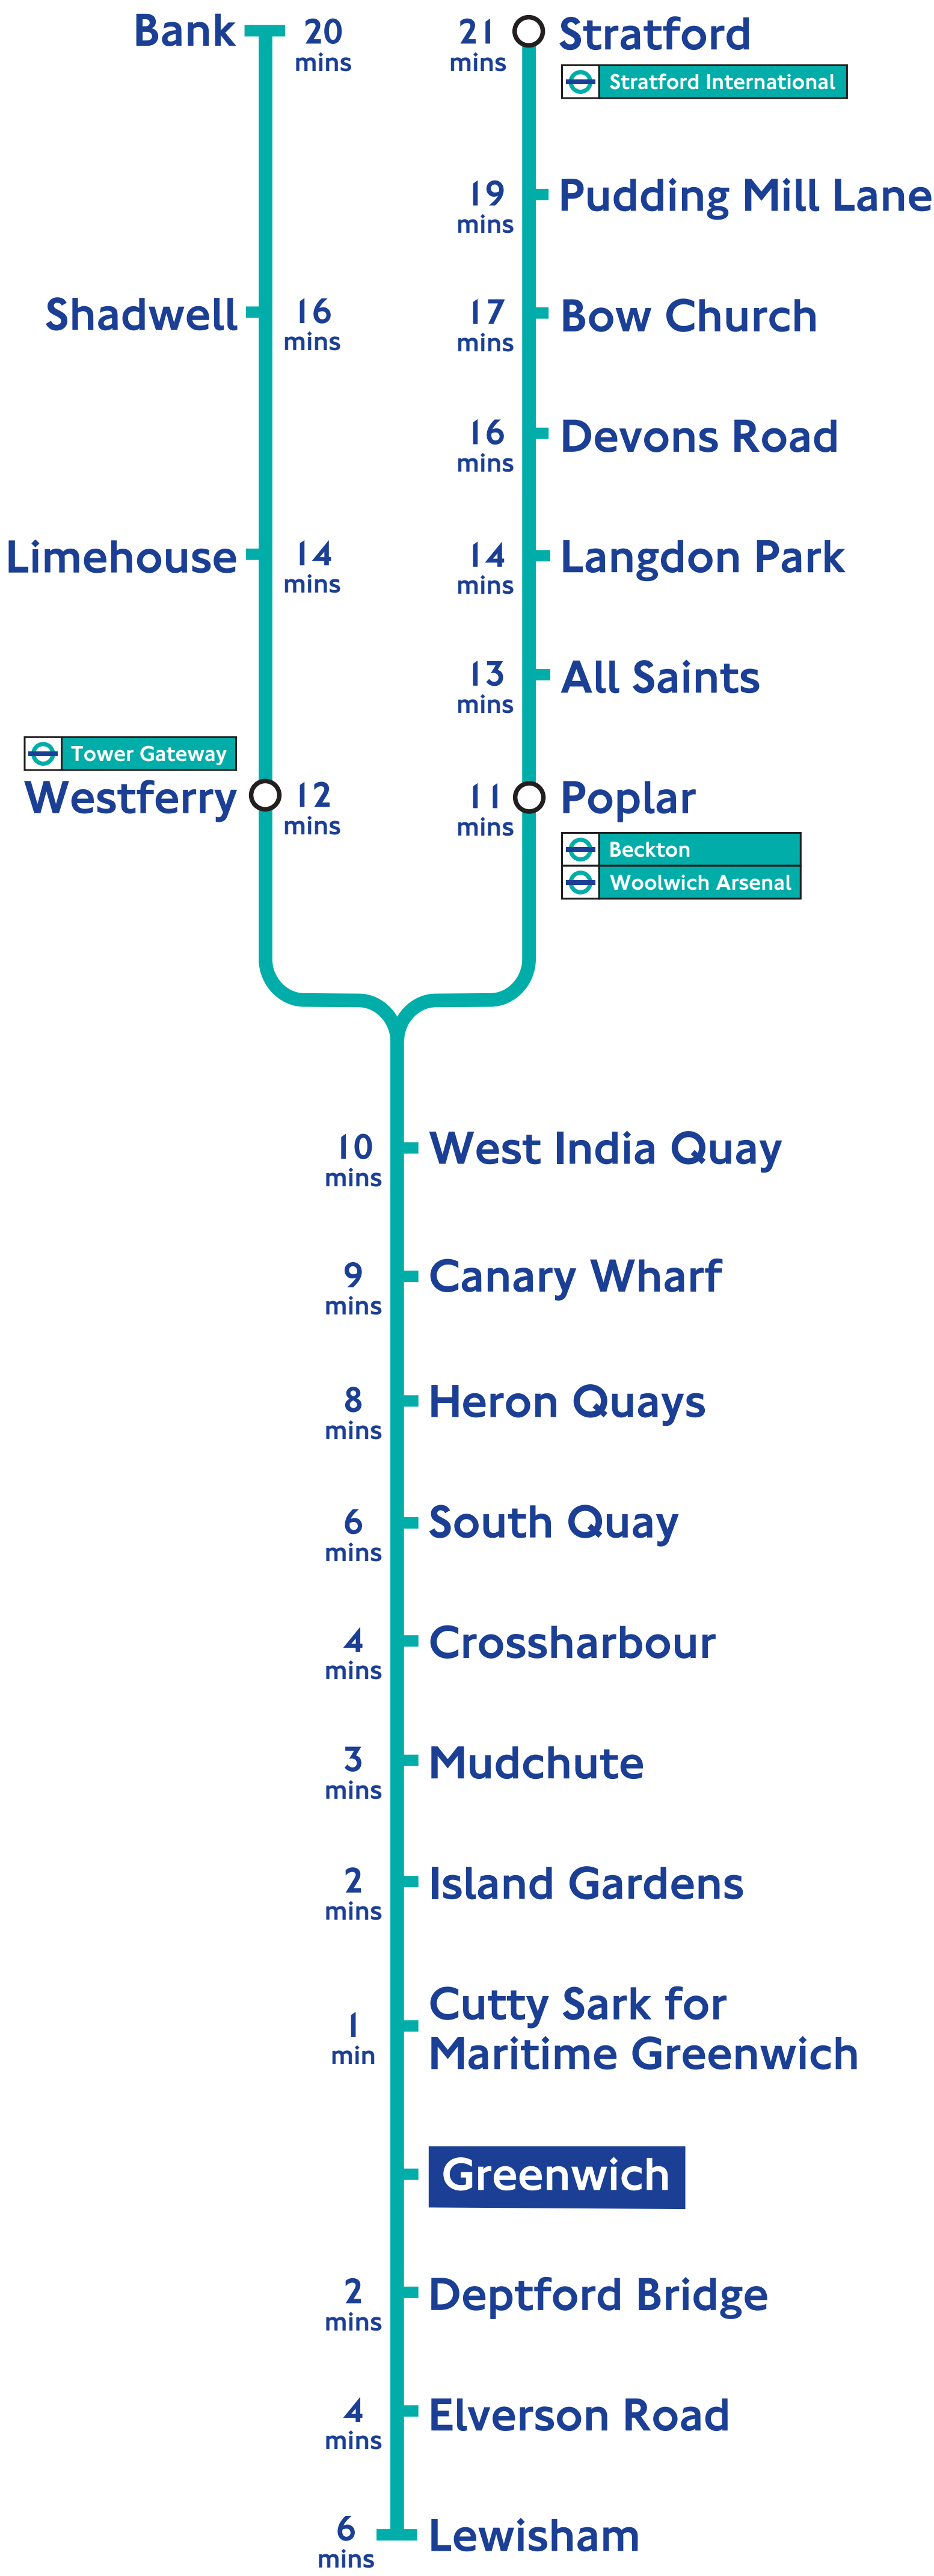 Bank
20
mins
21
mins
Stratford
Stratford International
19
mins
Pudding Mill Lane
Shadwell
16
mins
17
mins
Bow Church
16
mins
Devons Road
Limehouse
14
mins
14
mins
Langdon Park
13
mins
All Saints
Tower Gateway
Westferry
12
mins
11
mins
Poplar
Beckton
Woolwich Arsenal
10
mins
West India Quay
9
mins
Canary Wharf
8
mins
Heron Quays
6
mins
South Quay
4
mins
Crossharbour
3
mins
Mudchute
2
mins
Island Gardens
1
min
Cutty Sark for
Maritime Greenwich
Greenwich
2
mins
Deptford Bridge
4
mins
Elverson Road
6
mins
Lewisham